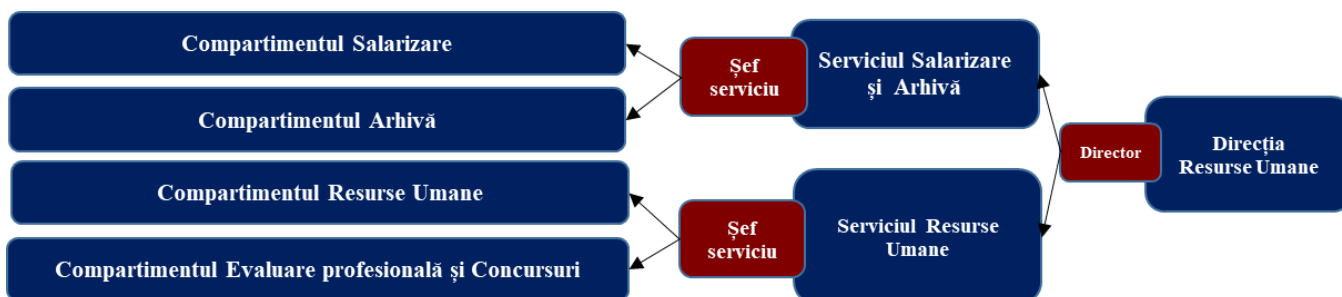 Compartimentul Salarizare
Compartimentul Arhivă
Compartimentul Resurse Umane
Compartimentul Evaluare profesională și Concursuri
Șef
serviciu
Serviciul Salarizare
și Arhivă
Șef
serviciu
Serviciul Resurse
Umane
Director
Direcția
Resurse Umane